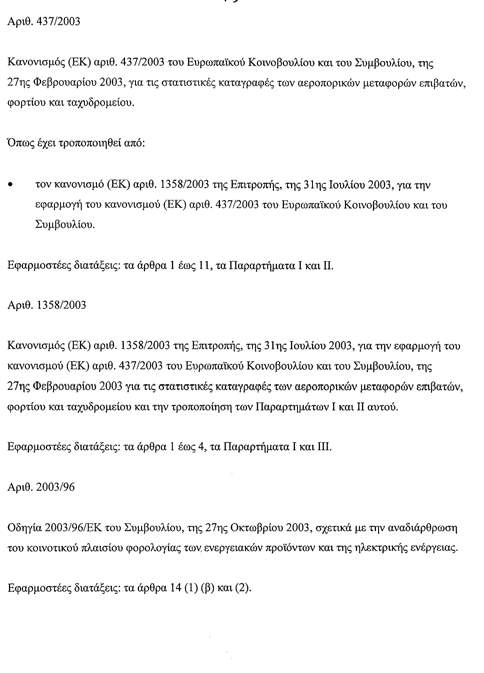 Αριθ. 437/2003
Κανονισμός (ΕΚ) αριθ. 437/2003 του Ευρωπαϊκού Κοινοβουλίου και του Συμβουλίου, της
27ης Φεβρουαρίου 2003, για τις στατιστικές καταγραφές των αεροπορικών μεταφορών επιβατών,
φορτίου και ταχυδρομείου.
Όπως έχει τροποποιηθεί από:
• τον κανονισμό (ΕΚ) αριθ. 1358/2003 της Επιτροπής, της 31ης Ιουλίου 2003, για την
εφαρμογή του κανονισμού (ΕΚ) αριθ. 437/2003 του Ευρωπαϊκού Κοινοβουλίου και του
Συμβουλίου.
Εφαρμοστέες διατάξεις: τα άρθρα 1 έως 11, τα Παραρτήματα Ι και ΙΙ.
Αριθ. 1358/2003
Κανονισμός (ΕΚ) αριθ. 1358/2003 της Επιτροπής, της 31ης Ιουλίου 2003, για την εφαρμογή του
κανονισμού (ΕΚ) αριθ. 437/2003 του Ευρωπαϊκού Κοινοβουλίου και του Συμβουλίου, της
27ης Φεβρουαρίου 2003 για τις στατιστικές καταγραφές των αεροπορικών μεταφορών επιβατών,
φορτίου και ταχυδρομείου και την τροποποίηση των Παραρτημάτων Ι και ΙΙ αυτού.
Εφαρμοστέες διατάξεις: τα άρθρα 1 έως 4, τα Παραρτήματα Ι και ΙΙΙ.
Αριθ. 2003/96
Οδηγία 2003/96/ΕΚ του Συμβουλίου, της 27ης Οκτωβρίου 2003, σχετικά με την αναδιάρθρωση
του κοινοτικού πλαισίου φορολογίας των ενεργειακών προϊόντων και της ηλεκτρικής ενέργειας.
Εφαρμοστέες διατάξεις: τα άρθρα 14 (1) (β) και (2).